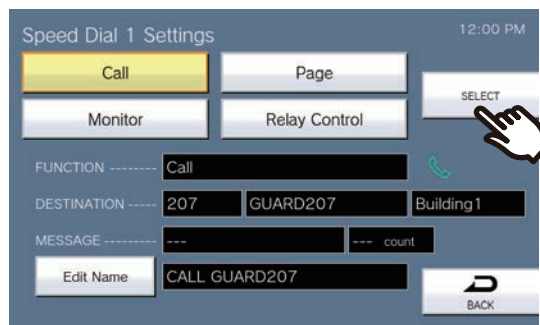 Speed Dial 1 Settings 12:00 PM
Call Page
SELECT
Monitor Relay Control
FUNCTION -------- Call
DESTINATION ----- 207 GUARD207 Building1
MESSAGE --------- --- --- count
Edit Name CALL GUARD207
BACK